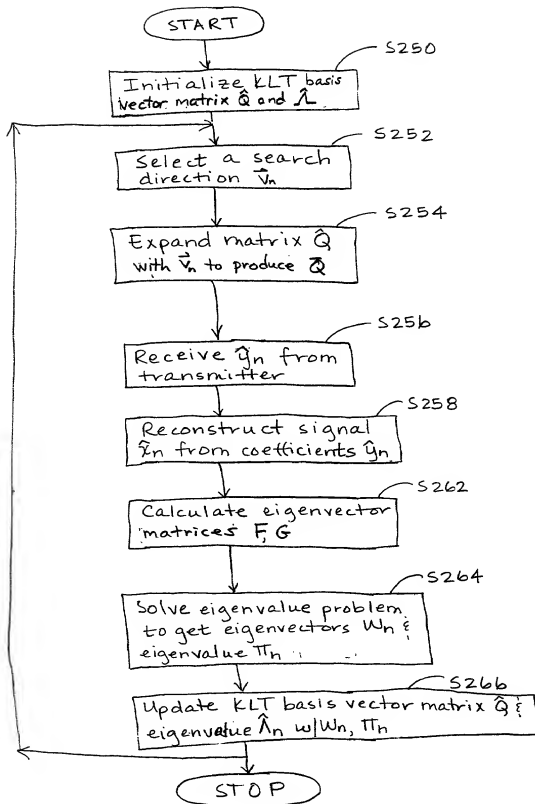 START
S250
Initialize KLT basis
vector matrix Q̂ and Λ̂
S252
Select a search
direction v⃗n
S254
Expand matrix Q̂
with v⃗n to produce Q̄
S256
Receive ŷn from
transmitter
S258
Reconstruct signal
x̂n from coefficients ŷn
S262
Calculate eigenvector
matrices F, G
S264
Solve eigenvalue problem
to get eigenvectors Wn &
eigenvalue Πn
S266
Update KLT basis vector matrix Q̂ &
eigenvalue Λ̂n w/Wn, Πn
STOP